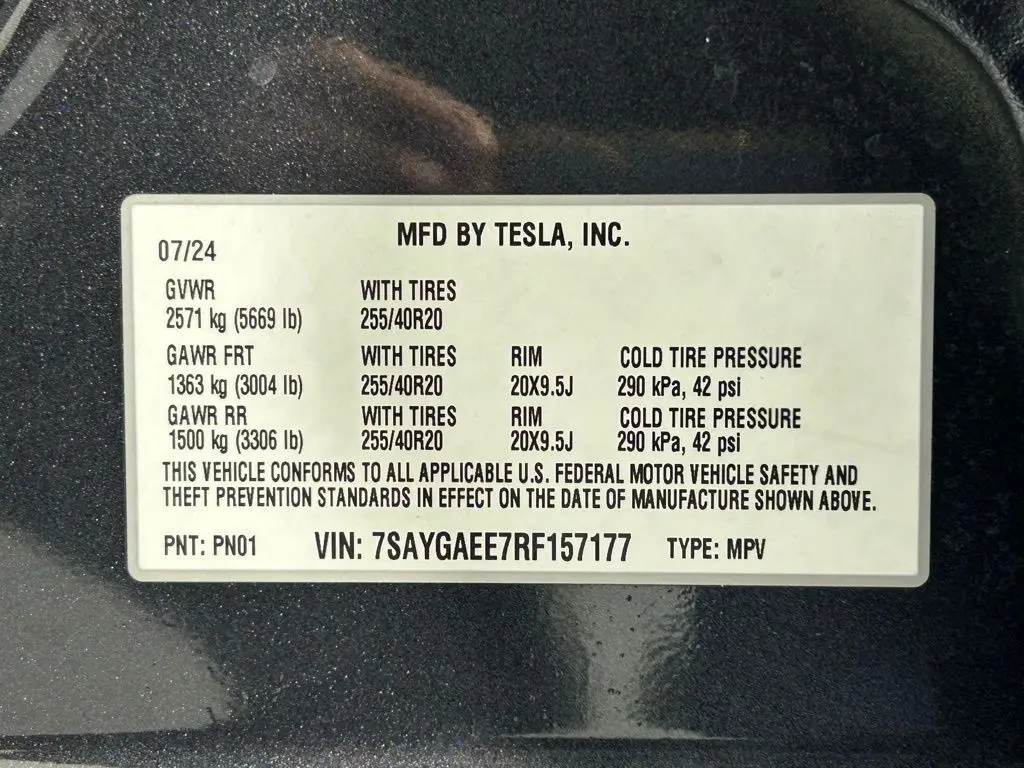 MFD BY TESLA, INC.
07/24
GVWR WITH TIRES
2571 kg (5669 lb) 255/40R20
GAWR FRT WITH TIRES RIM COLD TIRE PRESSURE
1363 kg (3004 lb) 255/40R20 20X9.5J 290 kPa, 42 psi
GAWR RR WITH TIRES RIM COLD TIRE PRESSURE
1500 kg (3306 lb) 255/40R20 20X9.5J 290 kPa, 42 psi
THIS VEHICLE CONFORMS TO ALL APPLICABLE U.S. FEDERAL MOTOR VEHICLE SAFETY AND
THEFT PREVENTION STANDARDS IN EFFECT ON THE DATE OF MANUFACTURE SHOWN ABOVE.
PNT: PN01 VIN: 7SAYGAEE7RF157177 TYPE: MPV